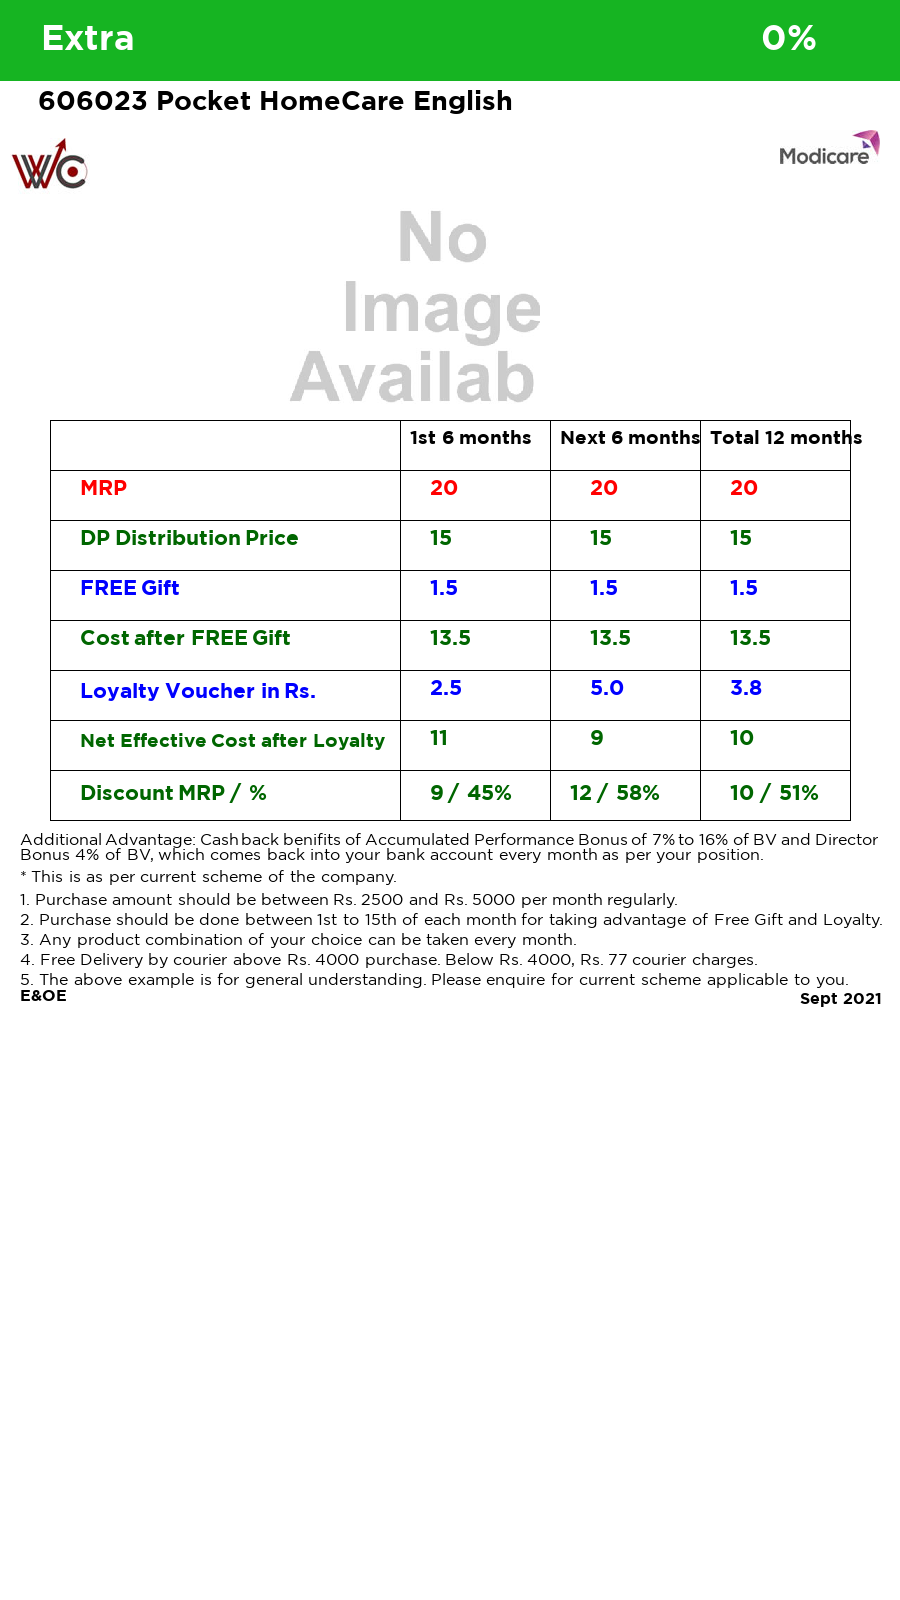 Extra 0%
606023 Pocket HomeCare English
WC
Modicare
No
Image
Availab
1st 6 months Next 6 months Total 12 months
MRP 20 20 20
DP Distribution Price 15 15 15
FREE Gift 1.5 1.5 1.5
Cost after FREE Gift 13.5 13.5 13.5
Loyalty Voucher in Rs. 2.5 5.0 3.8
Net Effective Cost after Loyalty 11 9 10
Discount MRP / % 9 / 45% 12 / 58% 10 / 51%
Additional Advantage: Cashback benifits of Accumulated Performance Bonus of 7% to 16% of BV and Director
Bonus 4% of BV, which comes back into your bank account every month as per your position.
* This is as per current scheme of the company.
1. Purchase amount should be between Rs. 2500 and Rs. 5000 per month regularly.
2. Purchase should be done between 1st to 15th of each month for taking advantage of Free Gift and Loyalty.
3. Any product combination of your choice can be taken every month.
4. Free Delivery by courier above Rs. 4000 purchase. Below Rs. 4000, Rs. 77 courier charges.
5. The above example is for general understanding. Please enquire for current scheme applicable to you.
E&OE
Sept 2021